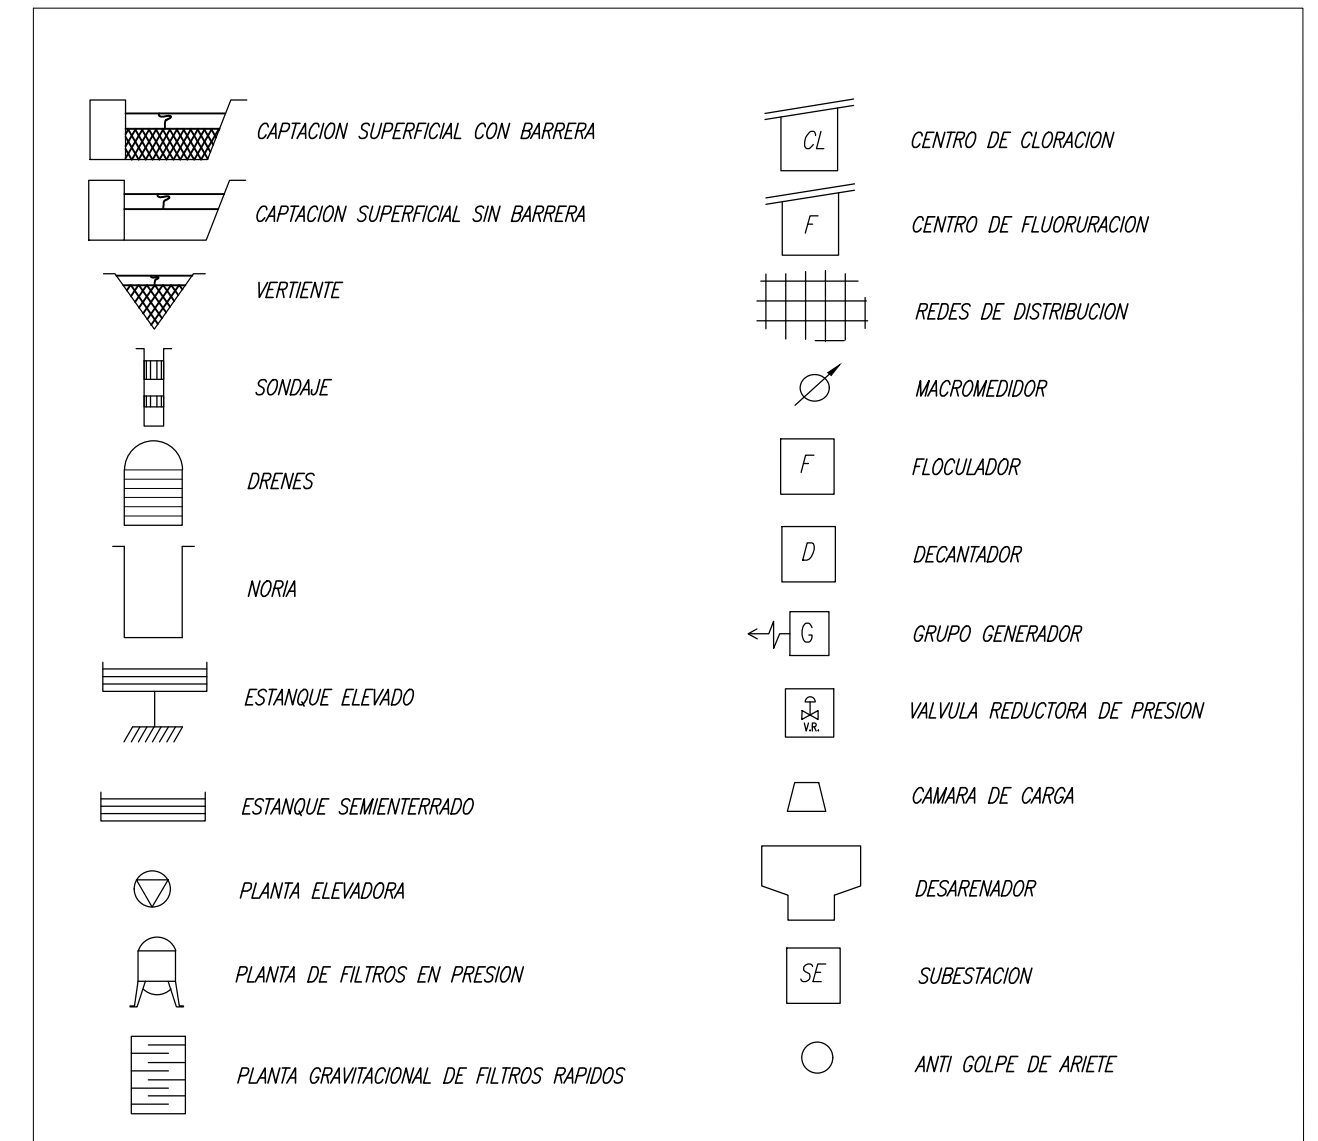 CAPTACION SUPERFICIAL CON BARRERA
CAPTACION SUPERFICIAL SIN BARRERA
VERTIENTE
SONDAJE
DRENES
NORIA
ESTANQUE ELEVADO
ESTANQUE SEMIENTERRADO
PLANTA ELEVADORA
PLANTA DE FILTROS EN PRESION
PLANTA GRAVITACIONAL DE FILTROS RAPIDOS
CL CENTRO DE CLORACION
F CENTRO DE FLUORURACION
REDES DE DISTRIBUCION
MACROMEDIDOR
F FLOCULADOR
D DECANTADOR
G GRUPO GENERADOR
V.R. VALVULA REDUCTORA DE PRESION
CAMARA DE CARGA
DESARENADOR
SE SUBESTACION
ANTI GOLPE DE ARIETE